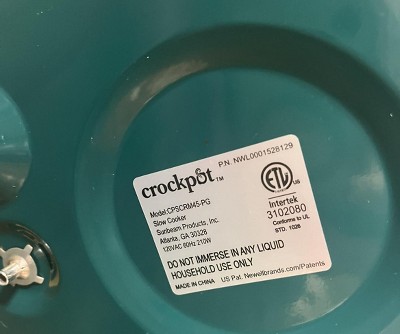 P.N. NWL0001528129
crockpot™
Model:CPSCRM45-PG
Slow Cooker
Sunbeam Products, Inc.
Atlanta, GA 30328
120VAC 60Hz 210W
ETL US
Intertek
3102080
Conforms to UL
STD. 1026
DO NOT IMMERSE IN ANY LIQUID
HOUSEHOLD USE ONLY
MADE IN CHINA US Pat. Newellbrands.com/Patents